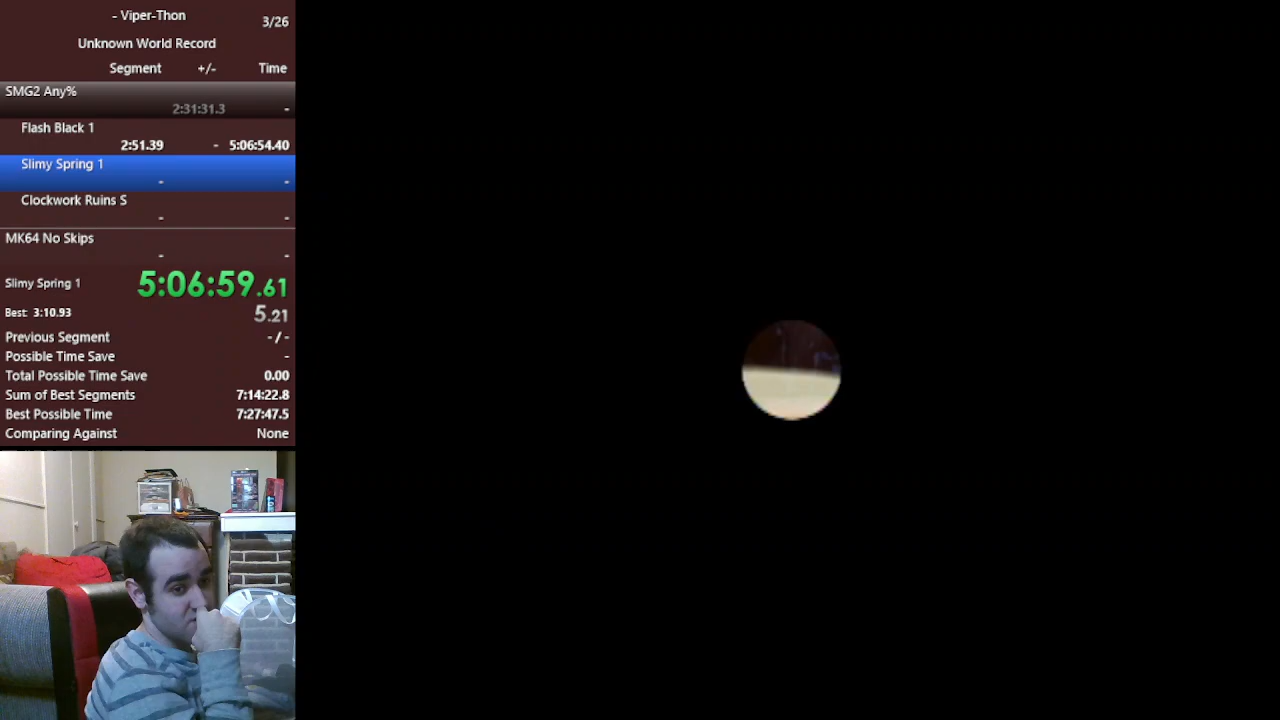 - Viper-Thon
3/26
Unknown World Record
Segment +/- Time
SMG2 Any%
2:31:31.3 -
Flash Black 1
2:51.39 - 5:06:54.40
Slimy Spring 1
- -
Clockwork Ruins S
- -
MK64 No Skips
- -
Slimy Spring 1 5:06:59.61
Best: 3:10.93 5.21
Previous Segment - / -
Possible Time Save -
Total Possible Time Save 0.00
Sum of Best Segments 7:14:22.8
Best Possible Time 7:27:47.5
Comparing Against None